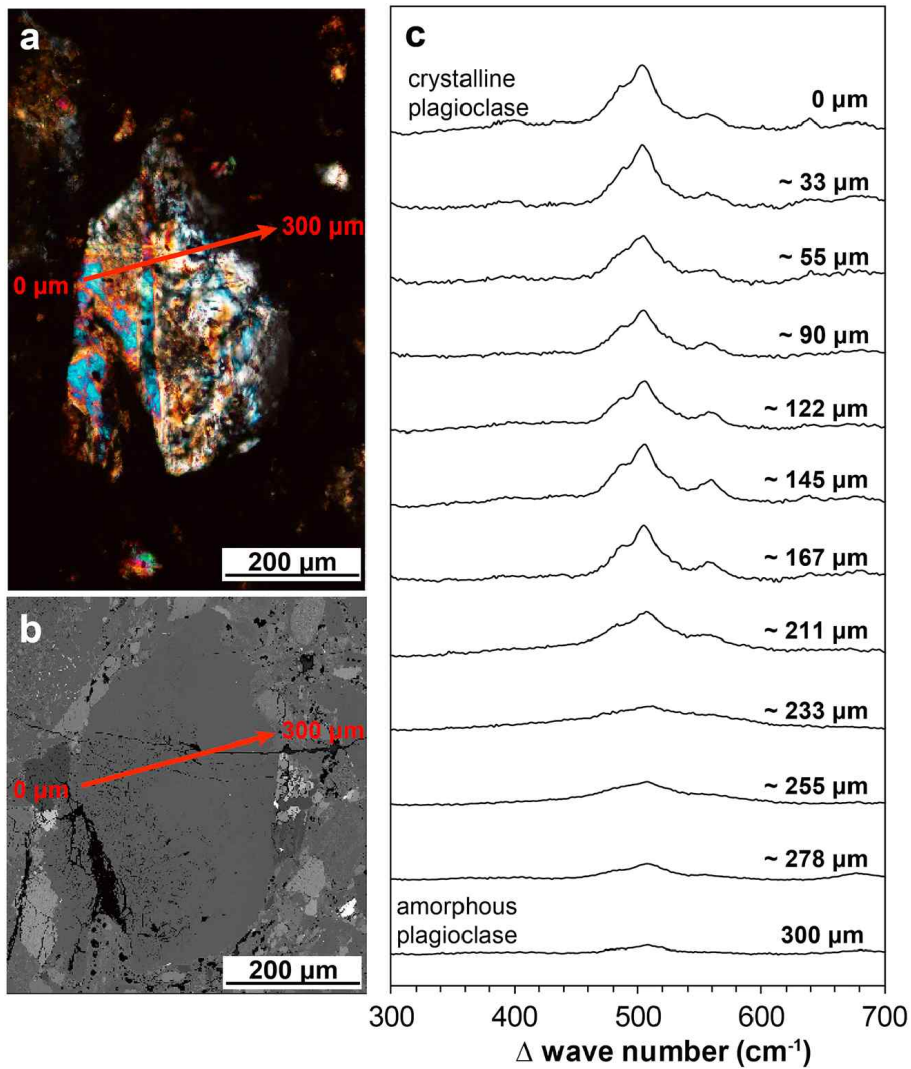 a
300 µm
0 µm
200 µm
b
300 µm
0 µm
200 µm
c
crystalline
plagioclase
0 µm
~ 33 µm
~ 55 µm
~ 90 µm
~ 122 µm
~ 145 µm
~ 167 µm
~ 211 µm
~ 233 µm
~ 255 µm
~ 278 µm
amorphous
plagioclase
300 µm
300 400 500 600 700
Δ wave number (cm⁻¹)